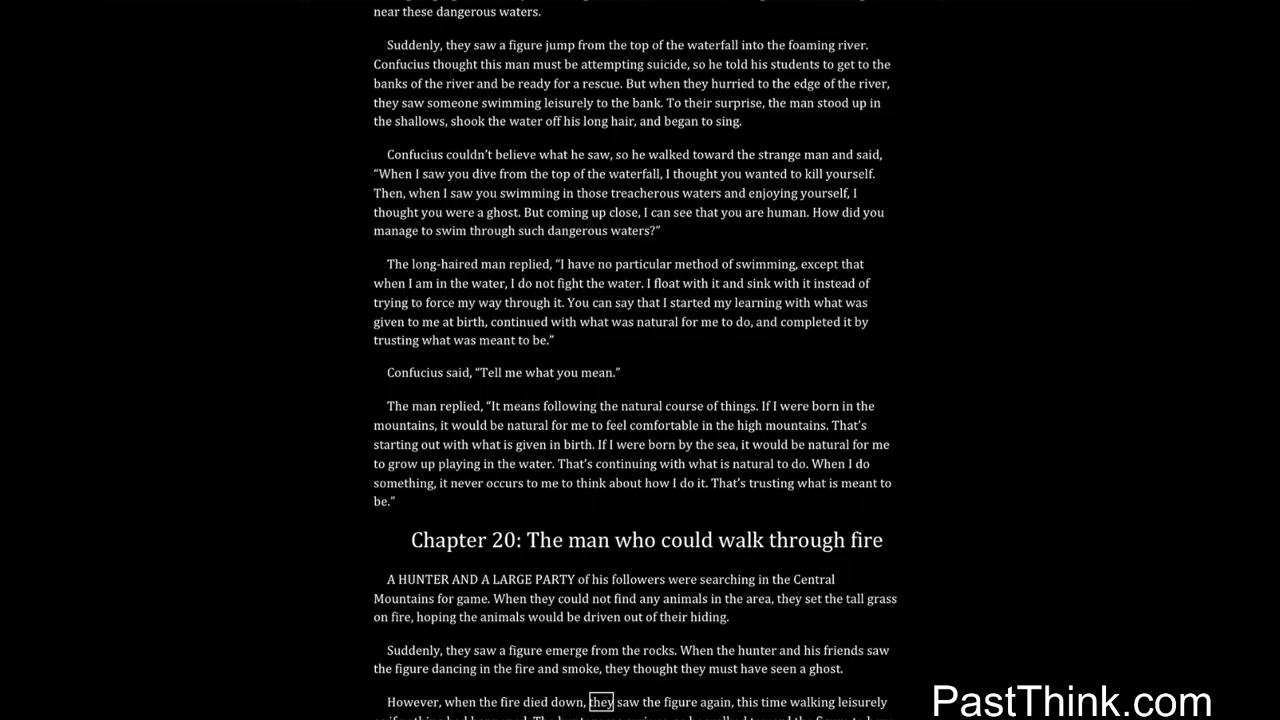 near these dangerous waters.
Suddenly, they saw a figure jump from the top of the waterfall into the foaming river.
Confucius thought this man must be attempting suicide, so he told his students to get to the
banks of the river and be ready for a rescue. But when they hurried to the edge of the river,
they saw someone swimming leisurely to the bank. To their surprise, the man stood up in
the shallows, shook the water off his long hair, and began to sing.
Confucius couldn’t believe what he saw, so he walked toward the strange man and said,
“When I saw you dive from the top of the waterfall, I thought you wanted to kill yourself.
Then, when I saw you swimming in those treacherous waters and enjoying yourself, I
thought you were a ghost. But coming up close, I can see that you are human. How did you
manage to swim through such dangerous waters?”
The long-haired man replied, “I have no particular method of swimming, except that
when I am in the water, I do not fight the water. I float with it and sink with it instead of
trying to force my way through it. You can say that I started my learning with what was
given to me at birth, continued with what was natural for me to do, and completed it by
trusting what was meant to be.”
Confucius said, “Tell me what you mean.”
The man replied, “It means following the natural course of things. If I were born in the
mountains, it would be natural for me to feel comfortable in the high mountains. That’s
starting out with what is given in birth. If I were born by the sea, it would be natural for me
to grow up playing in the water. That’s continuing with what is natural to do. When I do
something, it never occurs to me to think about how I do it. That’s trusting what is meant to
be.”
Chapter 20: The man who could walk through fire
A HUNTER AND A LARGE PARTY of his followers were searching in the Central
Mountains for game. When they could not find any animals in the area, they set the tall grass
on fire, hoping the animals would be driven out of their hiding.
Suddenly, they saw a figure emerge from the rocks. When the hunter and his friends saw
the figure dancing in the fire and smoke, they thought they must have seen a ghost.
However, when the fire died down, they saw the figure again, this time walking leisurely
PastThink.com